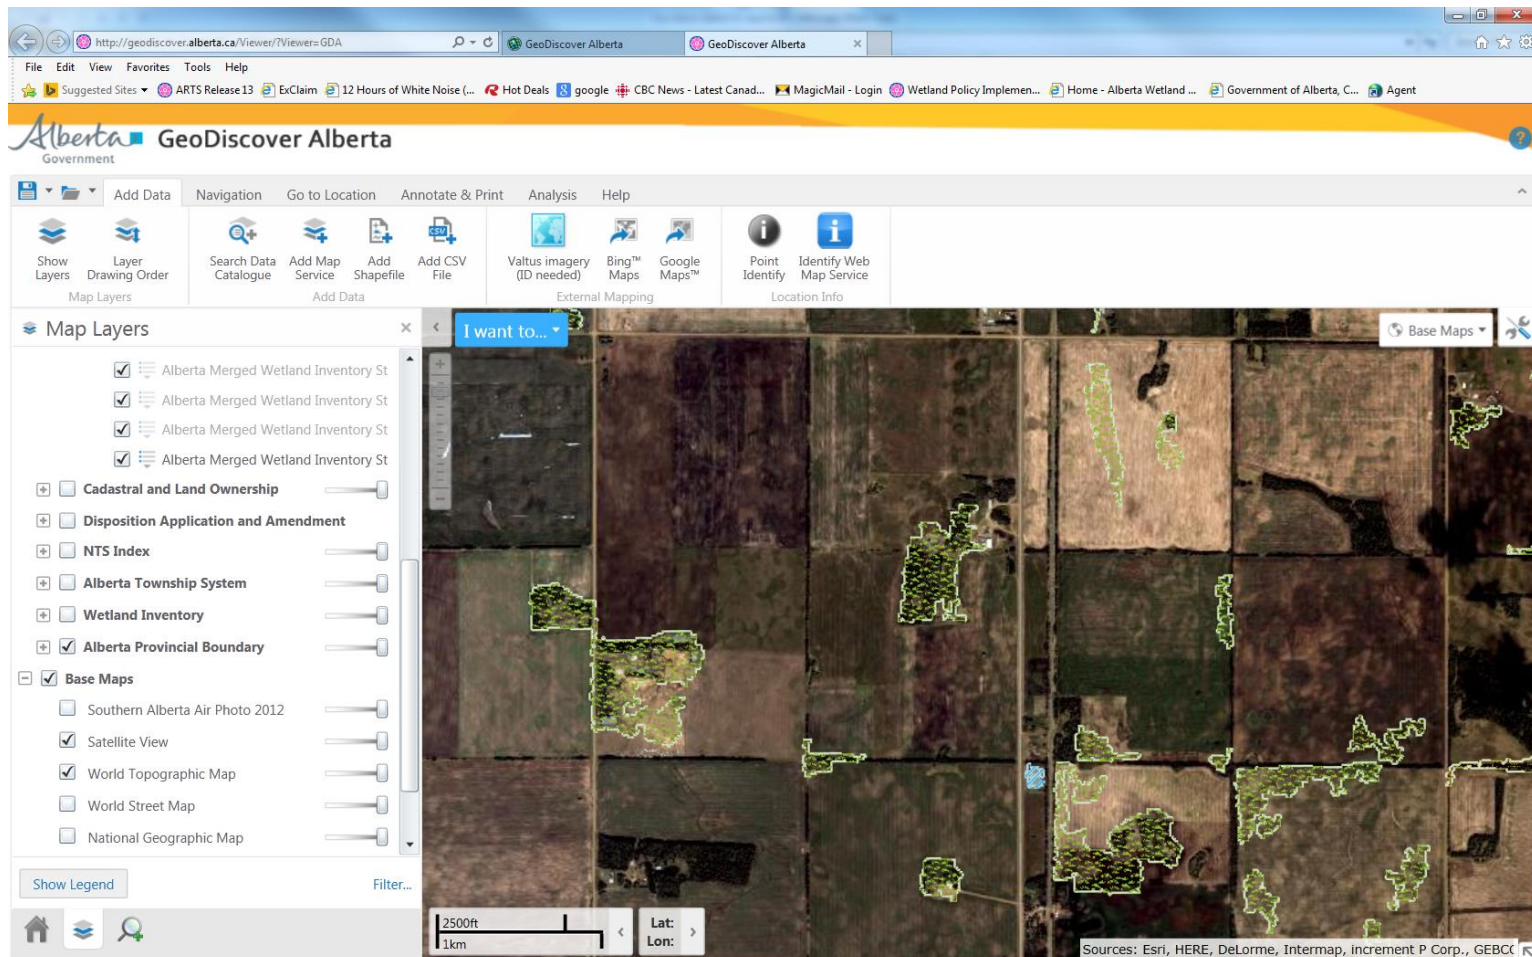 http://geodiscover.alberta.ca/Viewer/?Viewer=GDA
GeoDiscover Alberta
GeoDiscover Alberta
File Edit View Favorites Tools Help
Suggested Sites ARTS Release 13 ExClaim 12 Hours of White Noise (... Hot Deals google CBC News - Latest Canad... MagicMail - Login Wetland Policy Implemen... Home - Alberta Wetland ... Government of Alberta, C... Agent
Alberta
Government
GeoDiscover Alberta
?
Add Data Navigation Go to Location Annotate & Print Analysis Help
Show Layers
Layer Drawing Order
Search Data Catalogue
Add Map Service
Add Shapefile
CSV
Add CSV File
Valtus imagery (ID needed)
Bing™ Maps
Google Maps™
Point Identify
Identify Web Map Service
Map Layers
Add Data
External Mapping
Location Info
Map Layers
I want to...
Base Maps
Alberta Merged Wetland Inventory St
Alberta Merged Wetland Inventory St
Alberta Merged Wetland Inventory St
Alberta Merged Wetland Inventory St
Cadastral and Land Ownership
Disposition Application and Amendment
NTS Index
Alberta Township System
Wetland Inventory
Alberta Provincial Boundary
Base Maps
Southern Alberta Air Photo 2012
Satellite View
World Topographic Map
World Street Map
National Geographic Map
Show Legend
Filter...
2500ft
1km
Lat:
Lon:
Sources: Esri, HERE, DeLorme, Intermap, increment P Corp., GEBCO